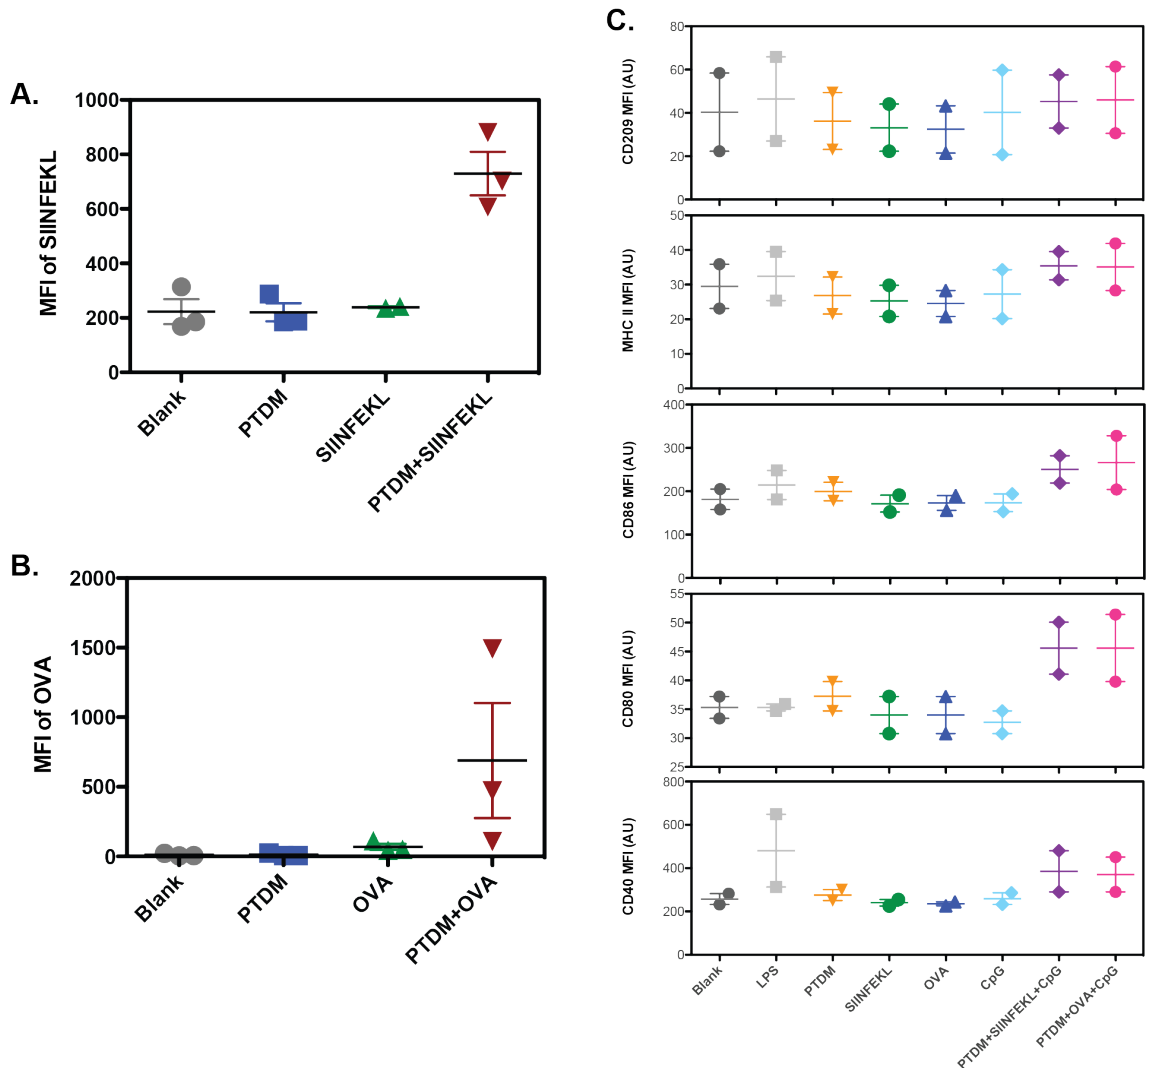 A.
1000
800
600
400
200
0
MFI of SIINFEKL
Blank
PTDM
SIINFEKL
PTDM+SIINFEKL
B.
2000
1500
1000
500
0
MFI of OVA
Blank
PTDM
OVA
PTDM+OVA
C.
80
60
40
20
0
CD209 MFI (AU)
50
40
30
20
10
0
MHC II MFI (AU)
400
300
200
100
0
CD86 MFI (AU)
55
50
45
40
35
30
25
CD80 MFI (AU)
800
600
400
200
0
CD40 MFI (AU)
Blank
LPS
PTDM
SIINFEKL
OVA
CpG
PTDM+SIINFEKL+CpG
PTDM+OVA+CpG